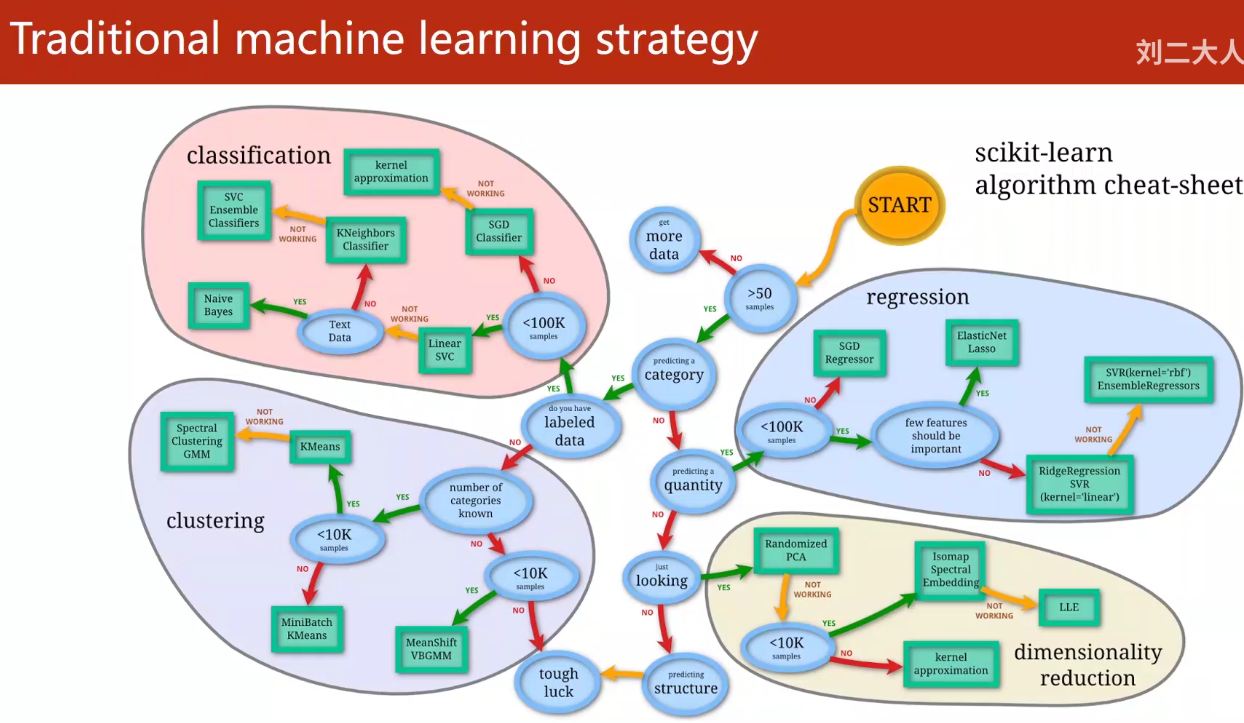 Traditional machine learning strategy
刘二大人
scikit-learn
algorithm cheat-sheet
START
get
more
data
NO
>50
samples
YES
predicting a
category
YES
NO
do you have
labeled
data
YES
NO
predicting a
quantity
YES
NO
just
looking
YES
NO
predicting
structure
tough
luck
classification
kernel
approximation
NOT
WORKING
SVC
Ensemble
Classifiers
NOT
WORKING
KNeighbors
Classifier
SGD
Classifier
NO
Naive
Bayes
YES
NO
Text
Data
NOT
WORKING
Linear
SVC
YES
<100K
samples
regression
SGD
Regressor
ElasticNet
Lasso
SVR(kernel='rbf')
EnsembleRegressors
<100K
samples
NO
YES
few features
should be
important
YES
NO
NOT
WORKING
RidgeRegression
SVR
(kernel='linear')
clustering
Spectral
Clustering
GMM
NOT
WORKING
KMeans
YES
<10K
samples
NO
MiniBatch
KMeans
number of
categories
known
YES
NO
<10K
samples
YES
NO
MeanShift
VBGMM
dimensionality
reduction
Randomized
PCA
NOT
WORKING
<10K
samples
YES
NO
Isomap
Spectral
Embedding
NOT
WORKING
LLE
kernel
approximation